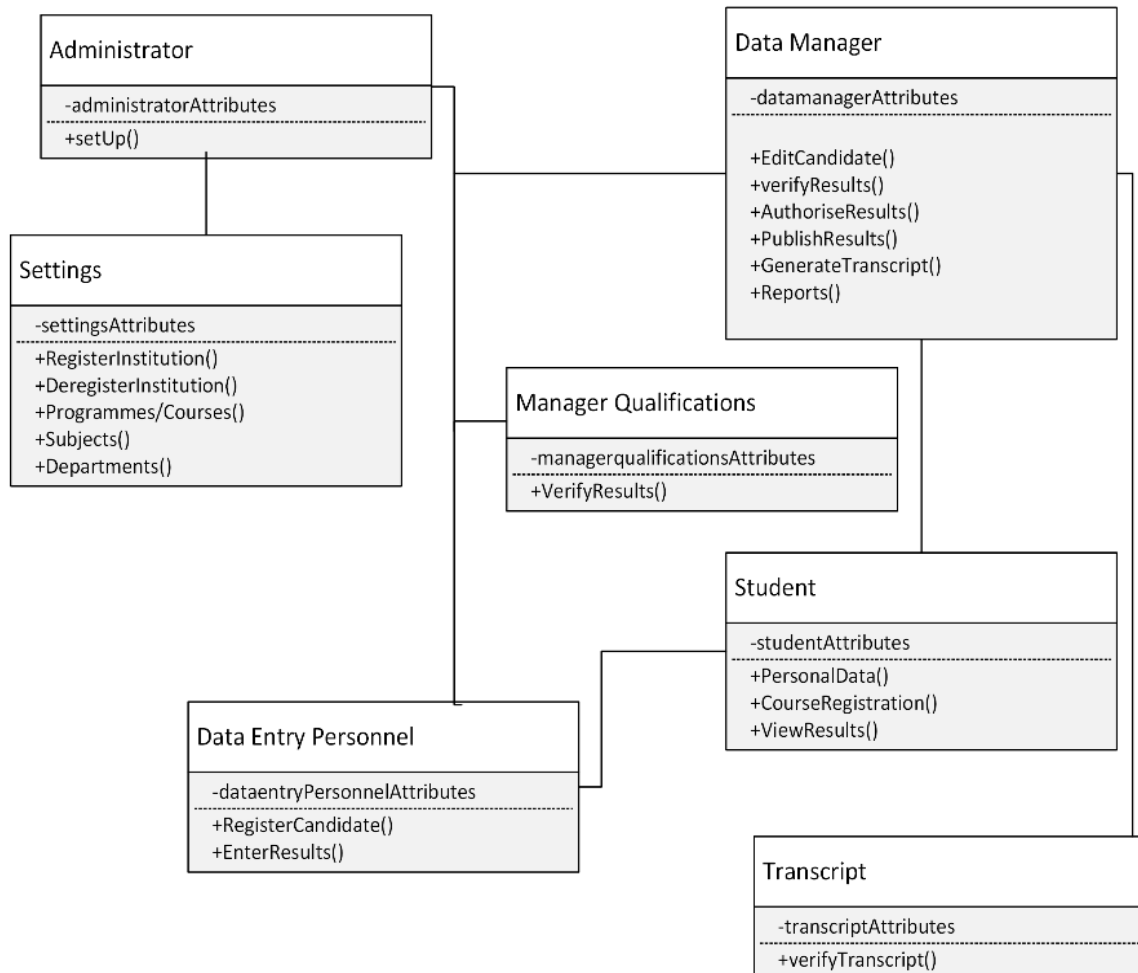 Administrator
-administratorAttributes
+setUp()
Data Manager
-datamanagerAttributes
+EditCandidate()
+verifyResults()
+AuthoriseResults()
+PublishResults()
+GenerateTranscript()
+Reports()
Settings
-settingsAttributes
+RegisterInstitution()
+DeregisterInstitution()
+Programmes/Courses()
+Subjects()
+Departments()
Manager Qualifications
-managerqualificationsAttributes
+VerifyResults()
Student
-studentAttributes
+PersonalData()
+CourseRegistration()
+ViewResults()
Data Entry Personnel
-dataentryPersonnelAttributes
+RegisterCandidate()
+EnterResults()
Transcript
-transcriptAttributes
+verifyTranscript()